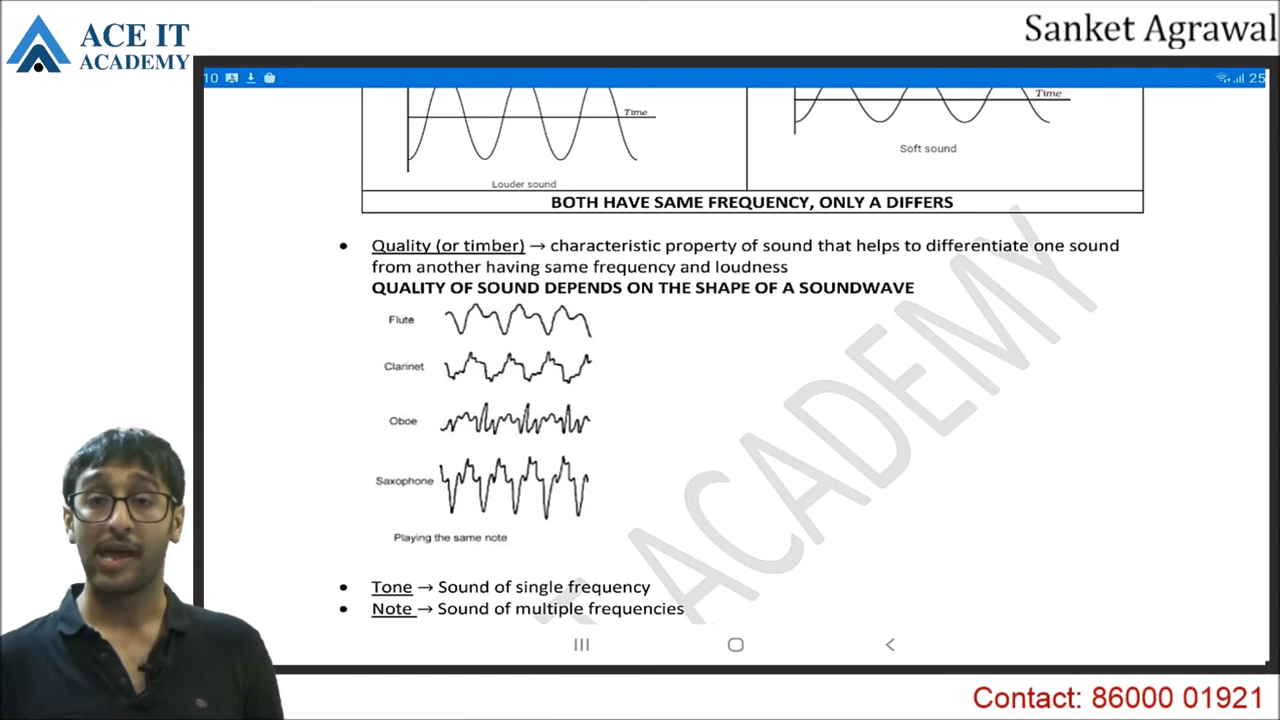 ACE IT
ACADEMY
Sanket Agrawal
10
25
Time
Time
Soft sound
Louder sound
BOTH HAVE SAME FREQUENCY, ONLY A DIFFERS
• Quality (or timber) → characteristic property of sound that helps to differentiate one sound
from another having same frequency and loudness
QUALITY OF SOUND DEPENDS ON THE SHAPE OF A SOUNDWAVE
Flute
Clarinet
Oboe
Saxophone
Playing the same note
• Tone → Sound of single frequency
• Note → Sound of multiple frequencies
T ACADEMY
Contact: 86000 01921